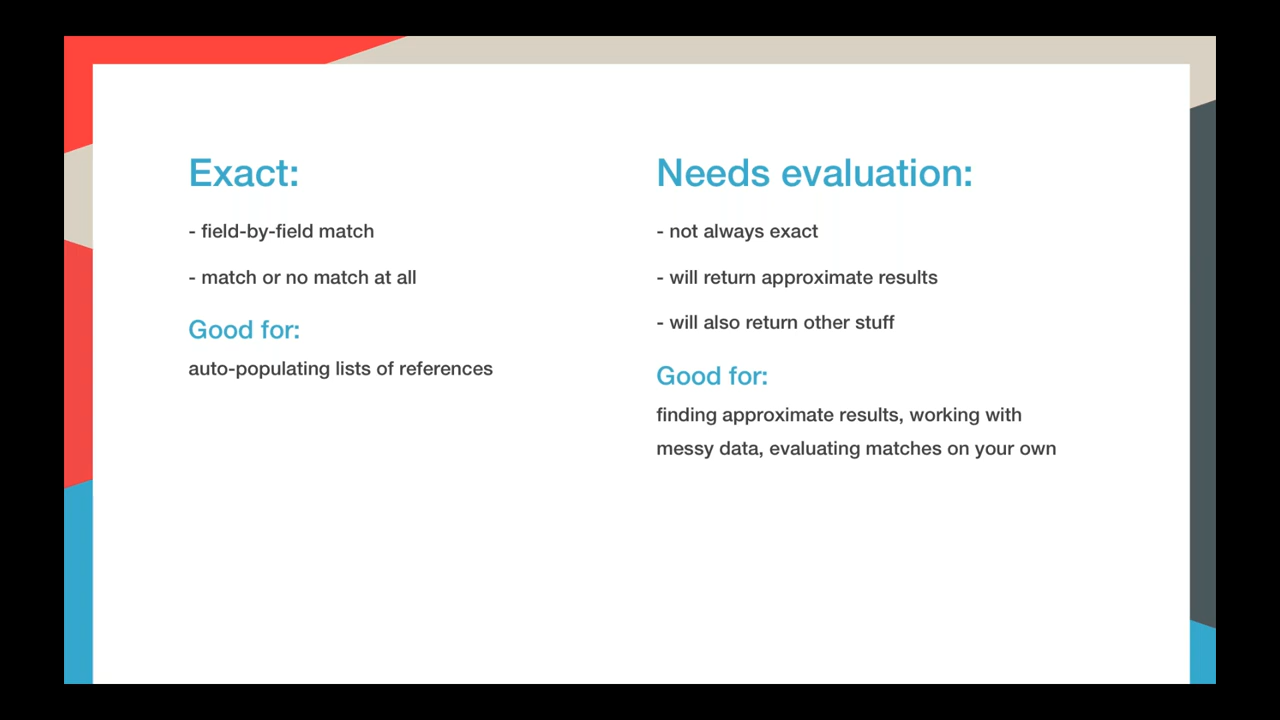 Exact:
- field-by-field match
- match or no match at all
Good for:
auto-populating lists of references
Needs evaluation:
- not always exact
- will return approximate results
- will also return other stuff
Good for:
finding approximate results, working with
messy data, evaluating matches on your own